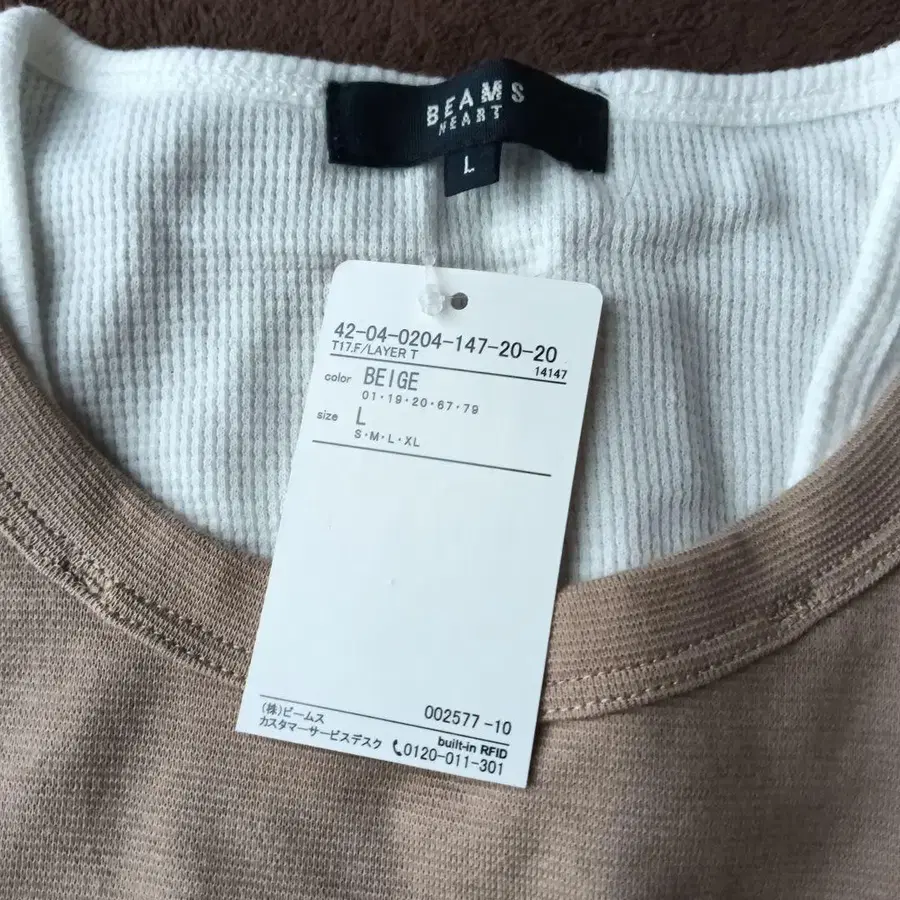 BEAMS
HEART
L
42-04-0204-147-20-20
T17.F/LAYER T
14147
color BEIGE
01・19・20・67・79
size L
S・M・L・XL
002577 -10
(株)ビームス
カスタマーサービスデスク
built-in RFID
0120-011-301